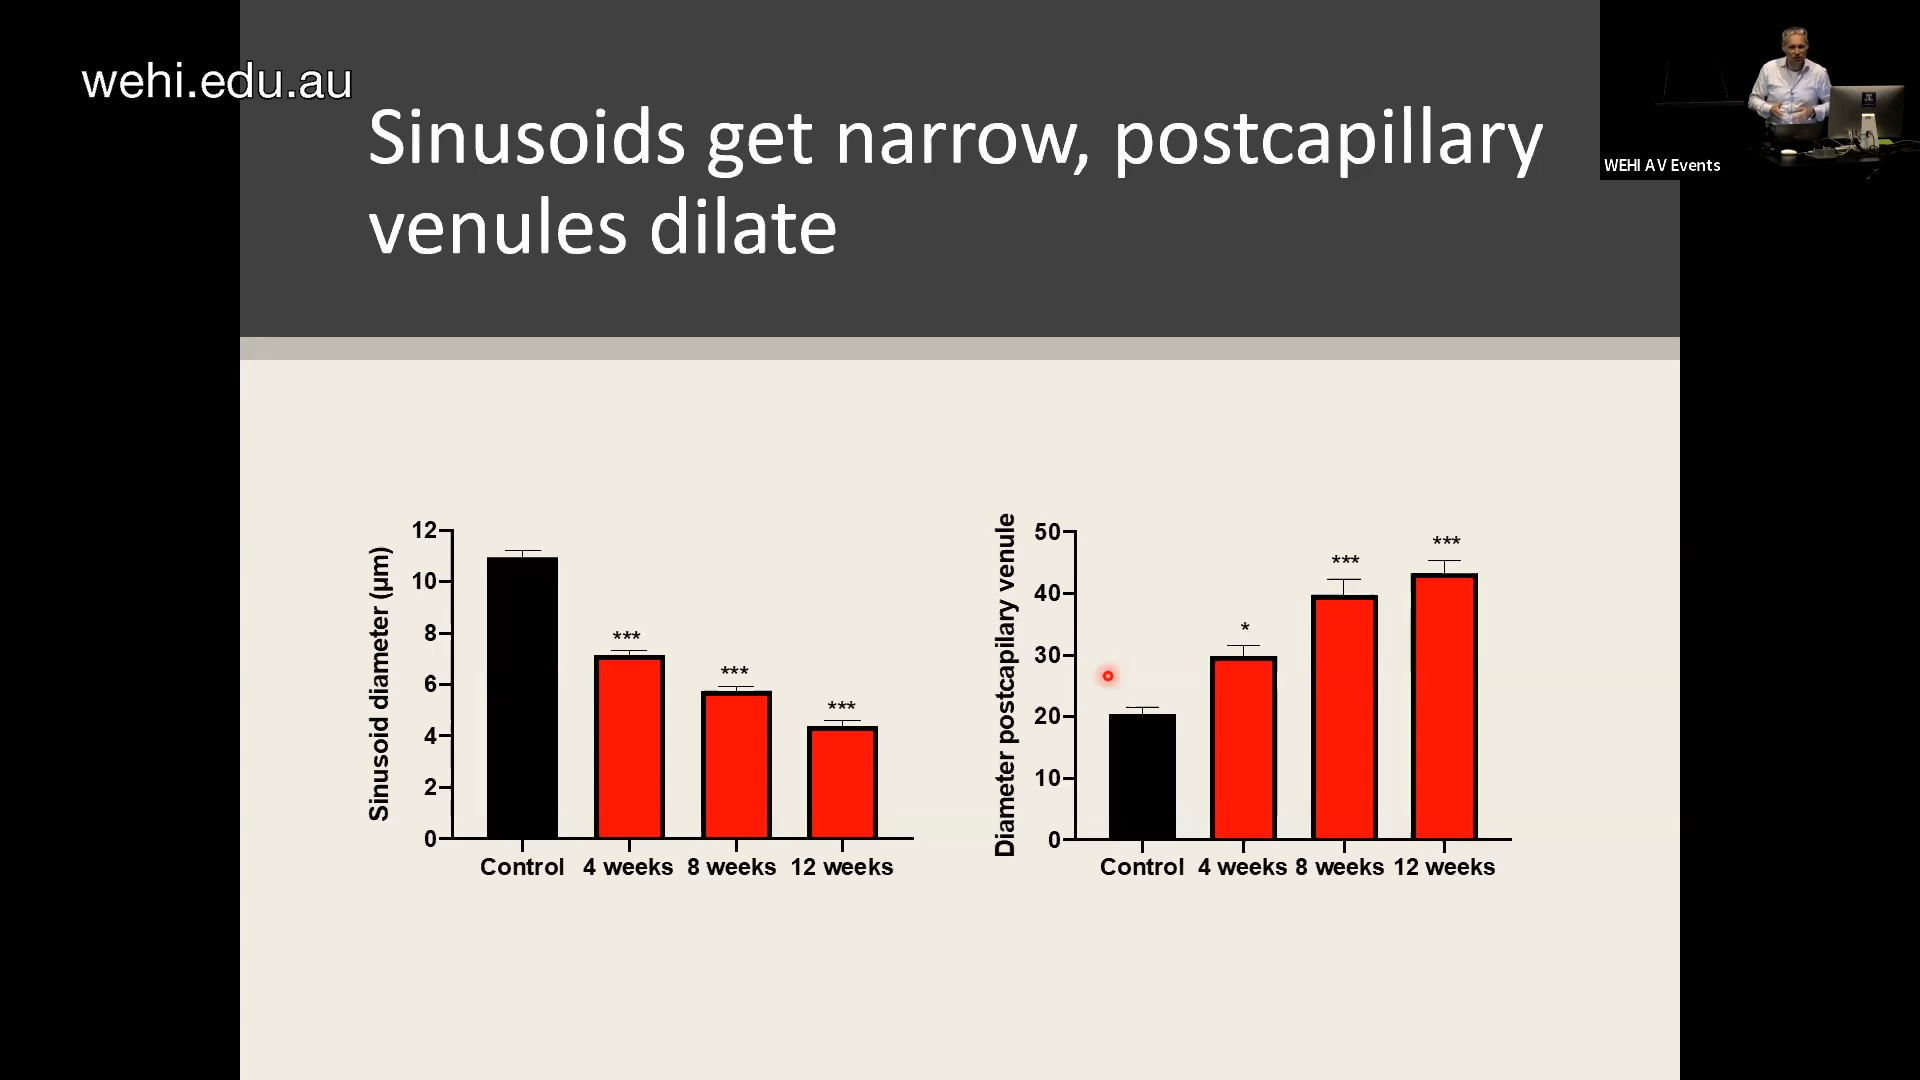 wehi.edu.au
Sinusoids get narrow, postcapillary
venules dilate
WEHI AV Events
Sinusoid diameter (µm)
12
10
8
6
4
2
0
***
***
***
Control 4 weeks 8 weeks 12 weeks
Diameter postcapilary venule
50
40
30
20
10
0
*
***
***
Control 4 weeks 8 weeks 12 weeks